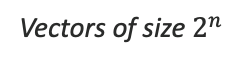 Vectors of size 2ⁿ